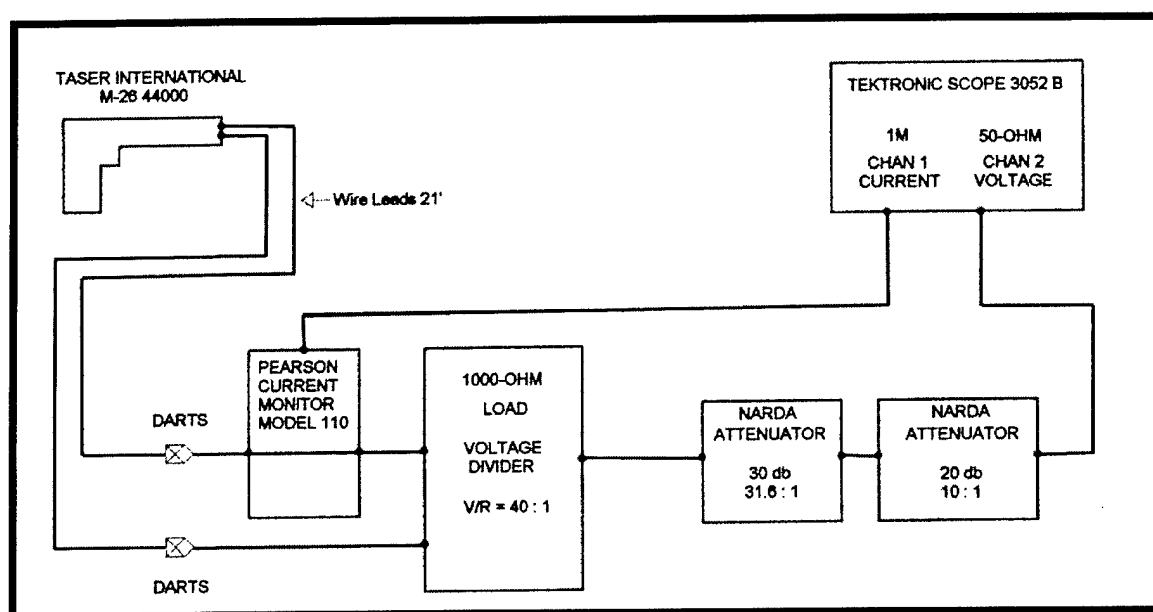 TASER INTERNATIONAL
M-26 44000
Wire Leads 21'
TEKTRONIC SCOPE 3052 B
1M
CHAN 1
CURRENT
50-OHM
CHAN 2
VOLTAGE
PEARSON
CURRENT
MONITOR
MODEL 110
DARTS
DARTS
1000-OHM
LOAD
VOLTAGE
DIVIDER
V/R = 40 : 1
NARDA
ATTENUATOR
30 db
31.6 : 1
NARDA
ATTENUATOR
20 db
10 : 1